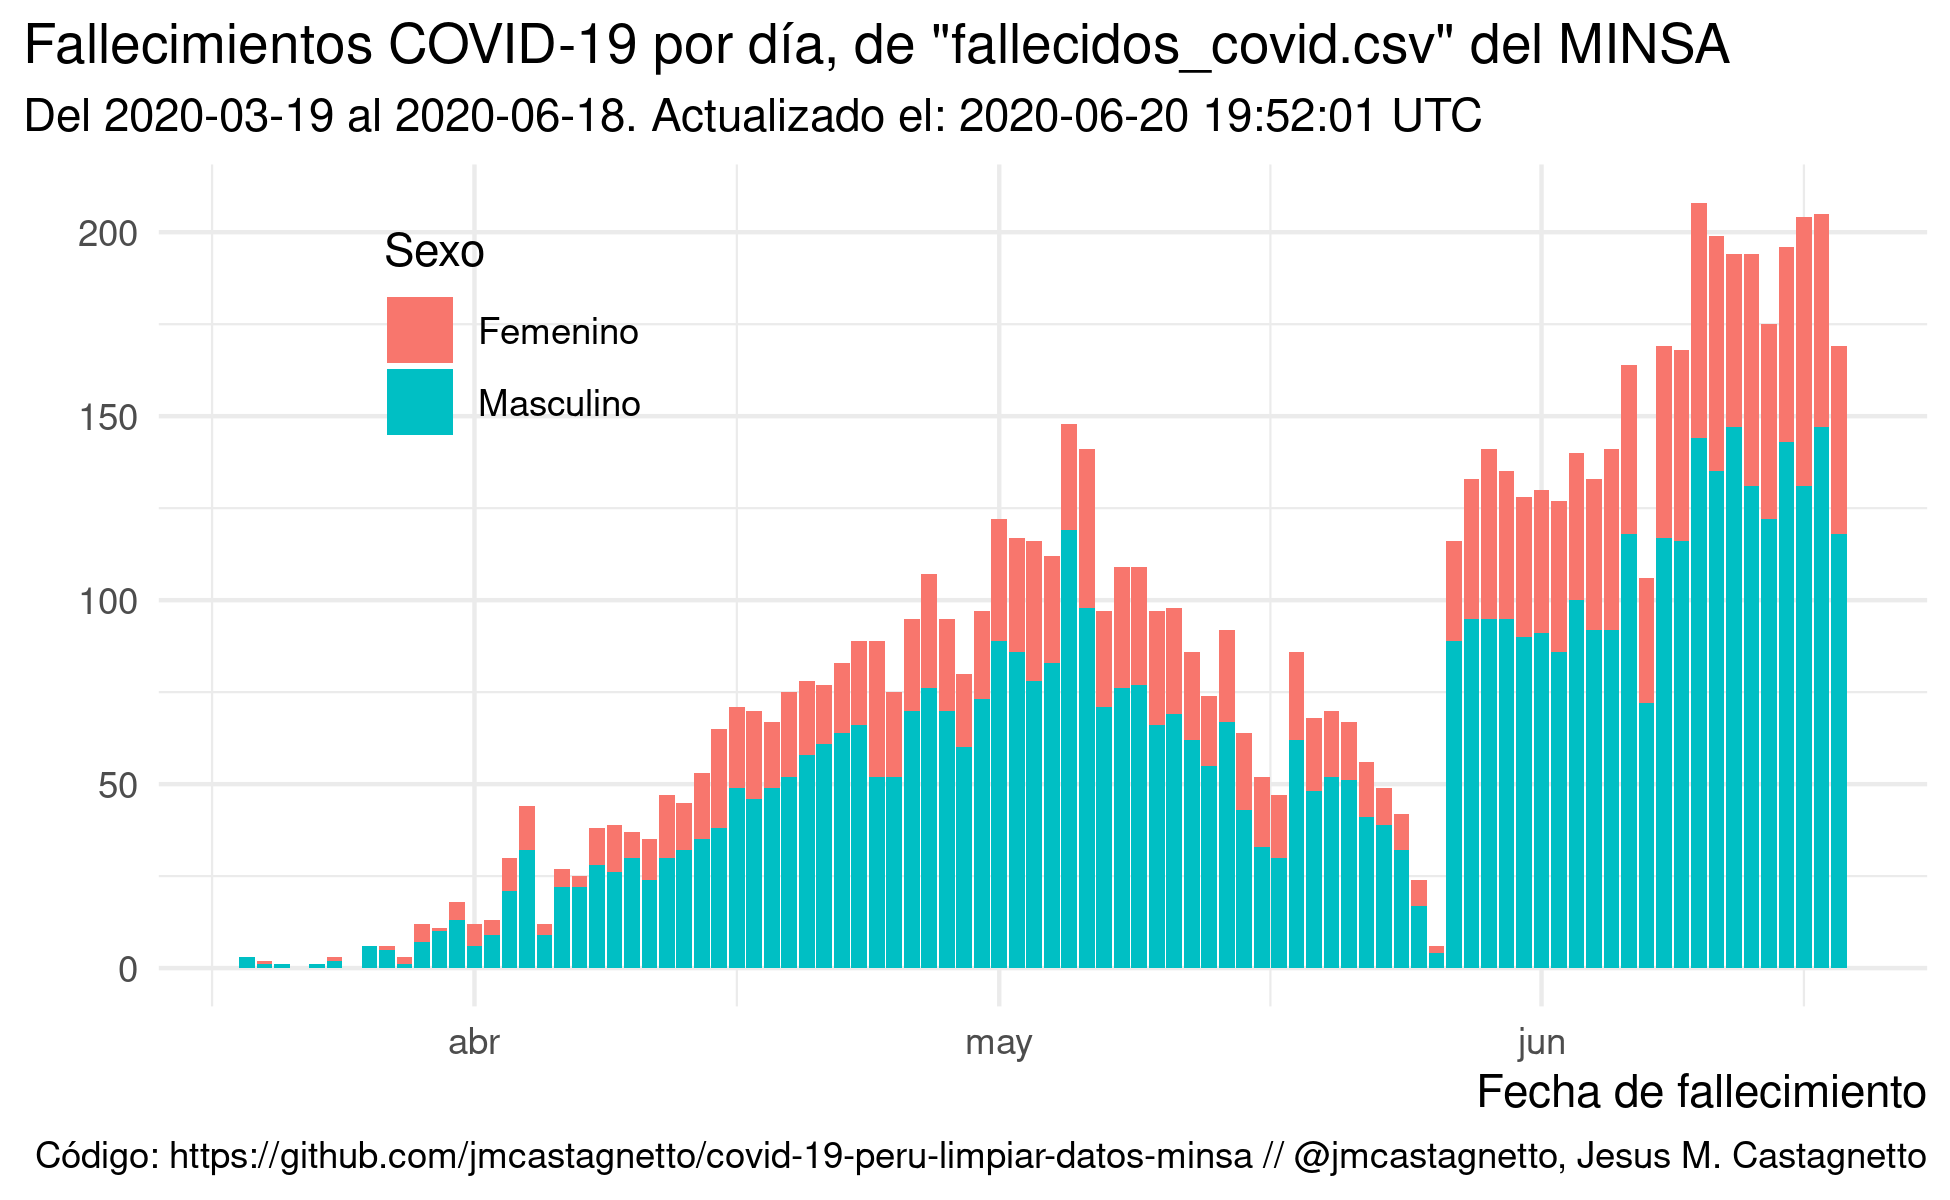 Fallecimientos COVID-19 por día, de "fallecidos_covid.csv" del MINSA
Del 2020-03-19 al 2020-06-18. Actualizado el: 2020-06-20 19:52:01 UTC
Sexo
Femenino
Masculino
200
150
100
50
0
abr may jun
Fecha de fallecimiento
Código: https://github.com/jmcastagnetto/covid-19-peru-limpiar-datos-minsa // @jmcastagnetto, Jesus M. Castagnetto